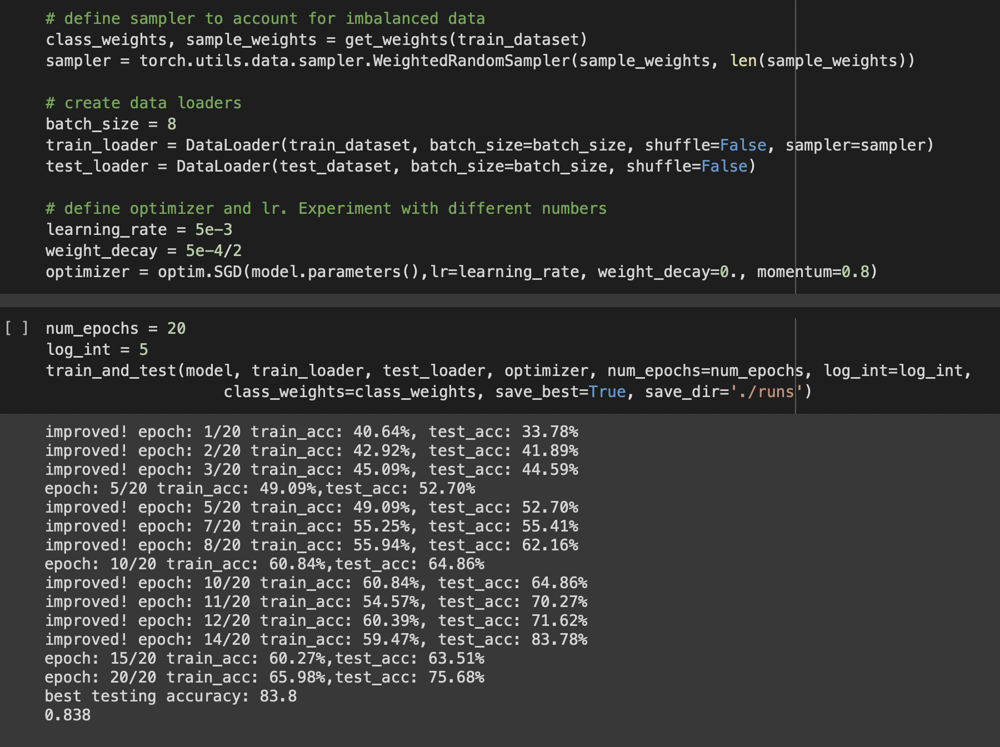 # define sampler to account for imbalanced data
class_weights, sample_weights = get_weights(train_dataset)
sampler = torch.utils.data.sampler.WeightedRandomSampler(sample_weights, len(sample_weights))
# create data loaders
batch_size = 8
train_loader = DataLoader(train_dataset, batch_size=batch_size, shuffle=False, sampler=sampler)
test_loader = DataLoader(test_dataset, batch_size=batch_size, shuffle=False)
# define optimizer and lr. Experiment with different numbers
learning_rate = 5e-3
weight_decay = 5e-4/2
optimizer = optim.SGD(model.parameters(),lr=learning_rate, weight_decay=0., momentum=0.8)
[ ] num_epochs = 20
log_int = 5
train_and_test(model, train_loader, test_loader, optimizer, num_epochs=num_epochs, log_int=log_int,
class_weights=class_weights, save_best=True, save_dir='./runs')
improved! epoch: 1/20 train_acc: 40.64%, test_acc: 33.78%
improved! epoch: 2/20 train_acc: 42.92%, test_acc: 41.89%
improved! epoch: 3/20 train_acc: 45.09%, test_acc: 44.59%
epoch: 5/20 train_acc: 49.09%,test_acc: 52.70%
improved! epoch: 5/20 train_acc: 49.09%, test_acc: 52.70%
improved! epoch: 7/20 train_acc: 55.25%, test_acc: 55.41%
improved! epoch: 8/20 train_acc: 55.94%, test_acc: 62.16%
epoch: 10/20 train_acc: 60.84%,test_acc: 64.86%
improved! epoch: 10/20 train_acc: 60.84%, test_acc: 64.86%
improved! epoch: 11/20 train_acc: 54.57%, test_acc: 70.27%
improved! epoch: 12/20 train_acc: 60.39%, test_acc: 71.62%
improved! epoch: 14/20 train_acc: 59.47%, test_acc: 83.78%
epoch: 15/20 train_acc: 60.27%,test_acc: 63.51%
epoch: 20/20 train_acc: 65.98%,test_acc: 75.68%
best testing accuracy: 83.8
0.838